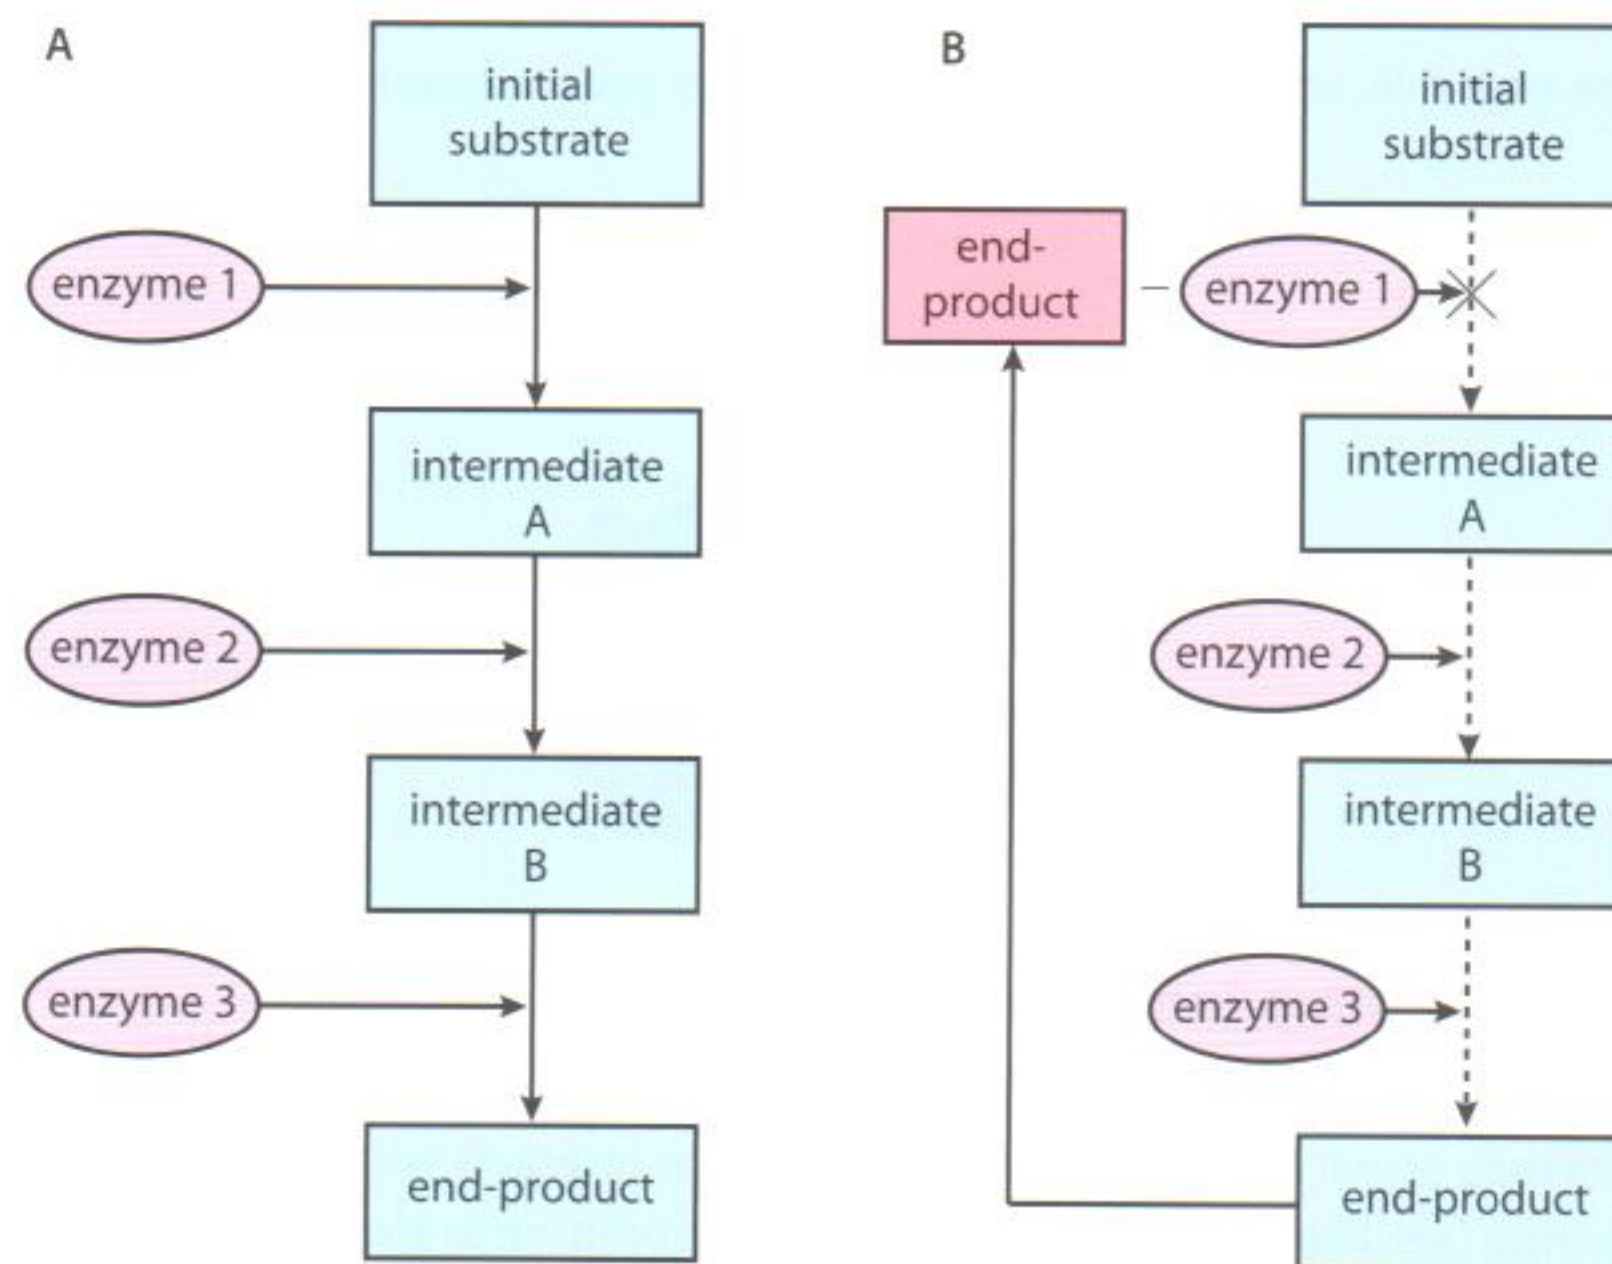 A
initial
substrate
enzyme 1
intermediate
A
enzyme 2
intermediate
B
enzyme 3
end-product
B
initial
substrate
end-
product
enzyme 1
intermediate
A
enzyme 2
intermediate
B
enzyme 3
end-product